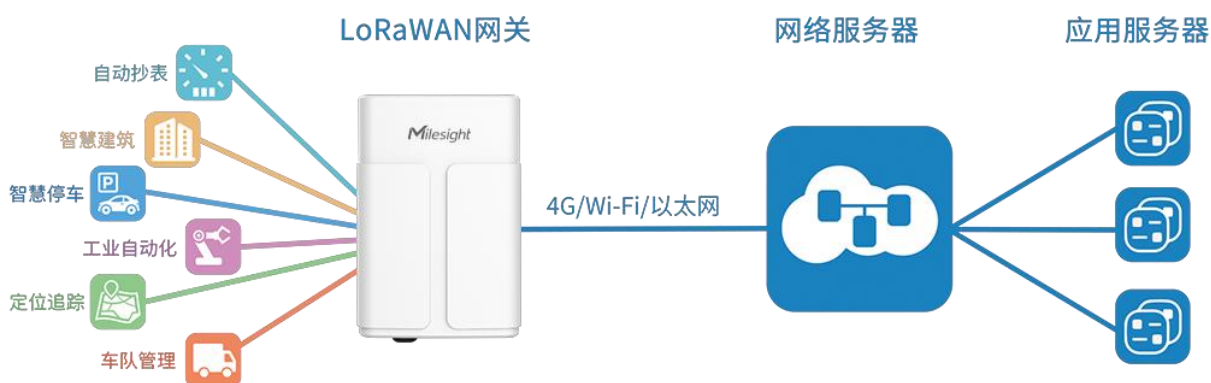 LoRaWAN网关
网络服务器
应用服务器
自动抄表
智慧建筑
智慧停车
工业自动化
定位追踪
车队管理
Milesight
4G/Wi-Fi/以太网
P